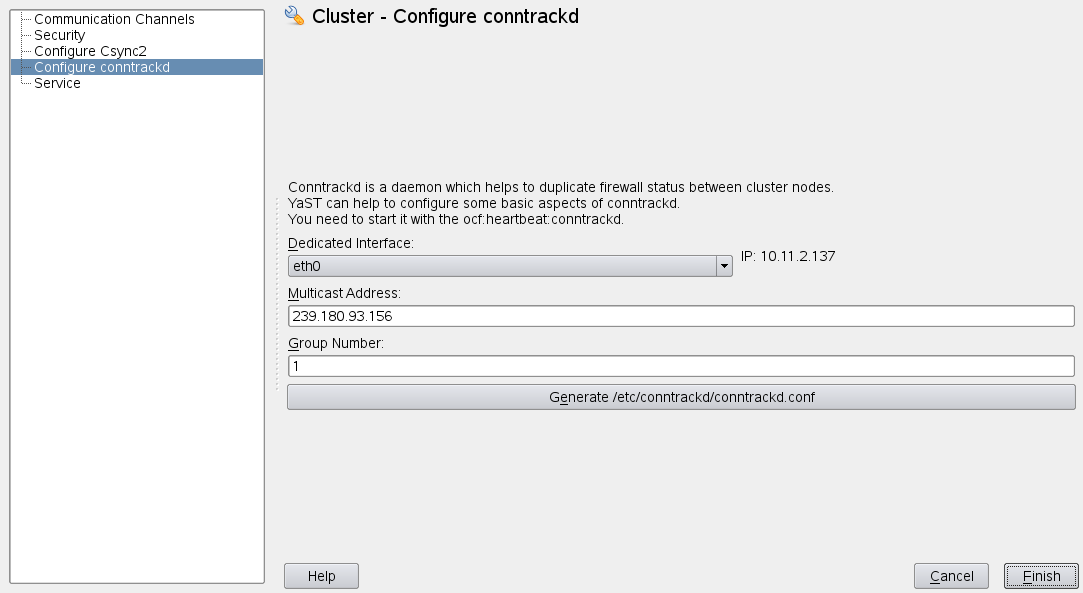 Communication Channels
Security
Configure Csync2
Configure conntrackd
Service
Cluster - Configure conntrackd
Conntrackd is a daemon which helps to duplicate firewall status between cluster nodes.
YaST can help to configure some basic aspects of conntrackd.
You need to start it with the ocf:heartbeat:conntrackd.
Dedicated Interface:
eth0
IP: 10.11.2.137
Multicast Address:
239.180.93.156
Group Number:
1
Generate /etc/conntrackd/conntrackd.conf
Help
Cancel
Finish